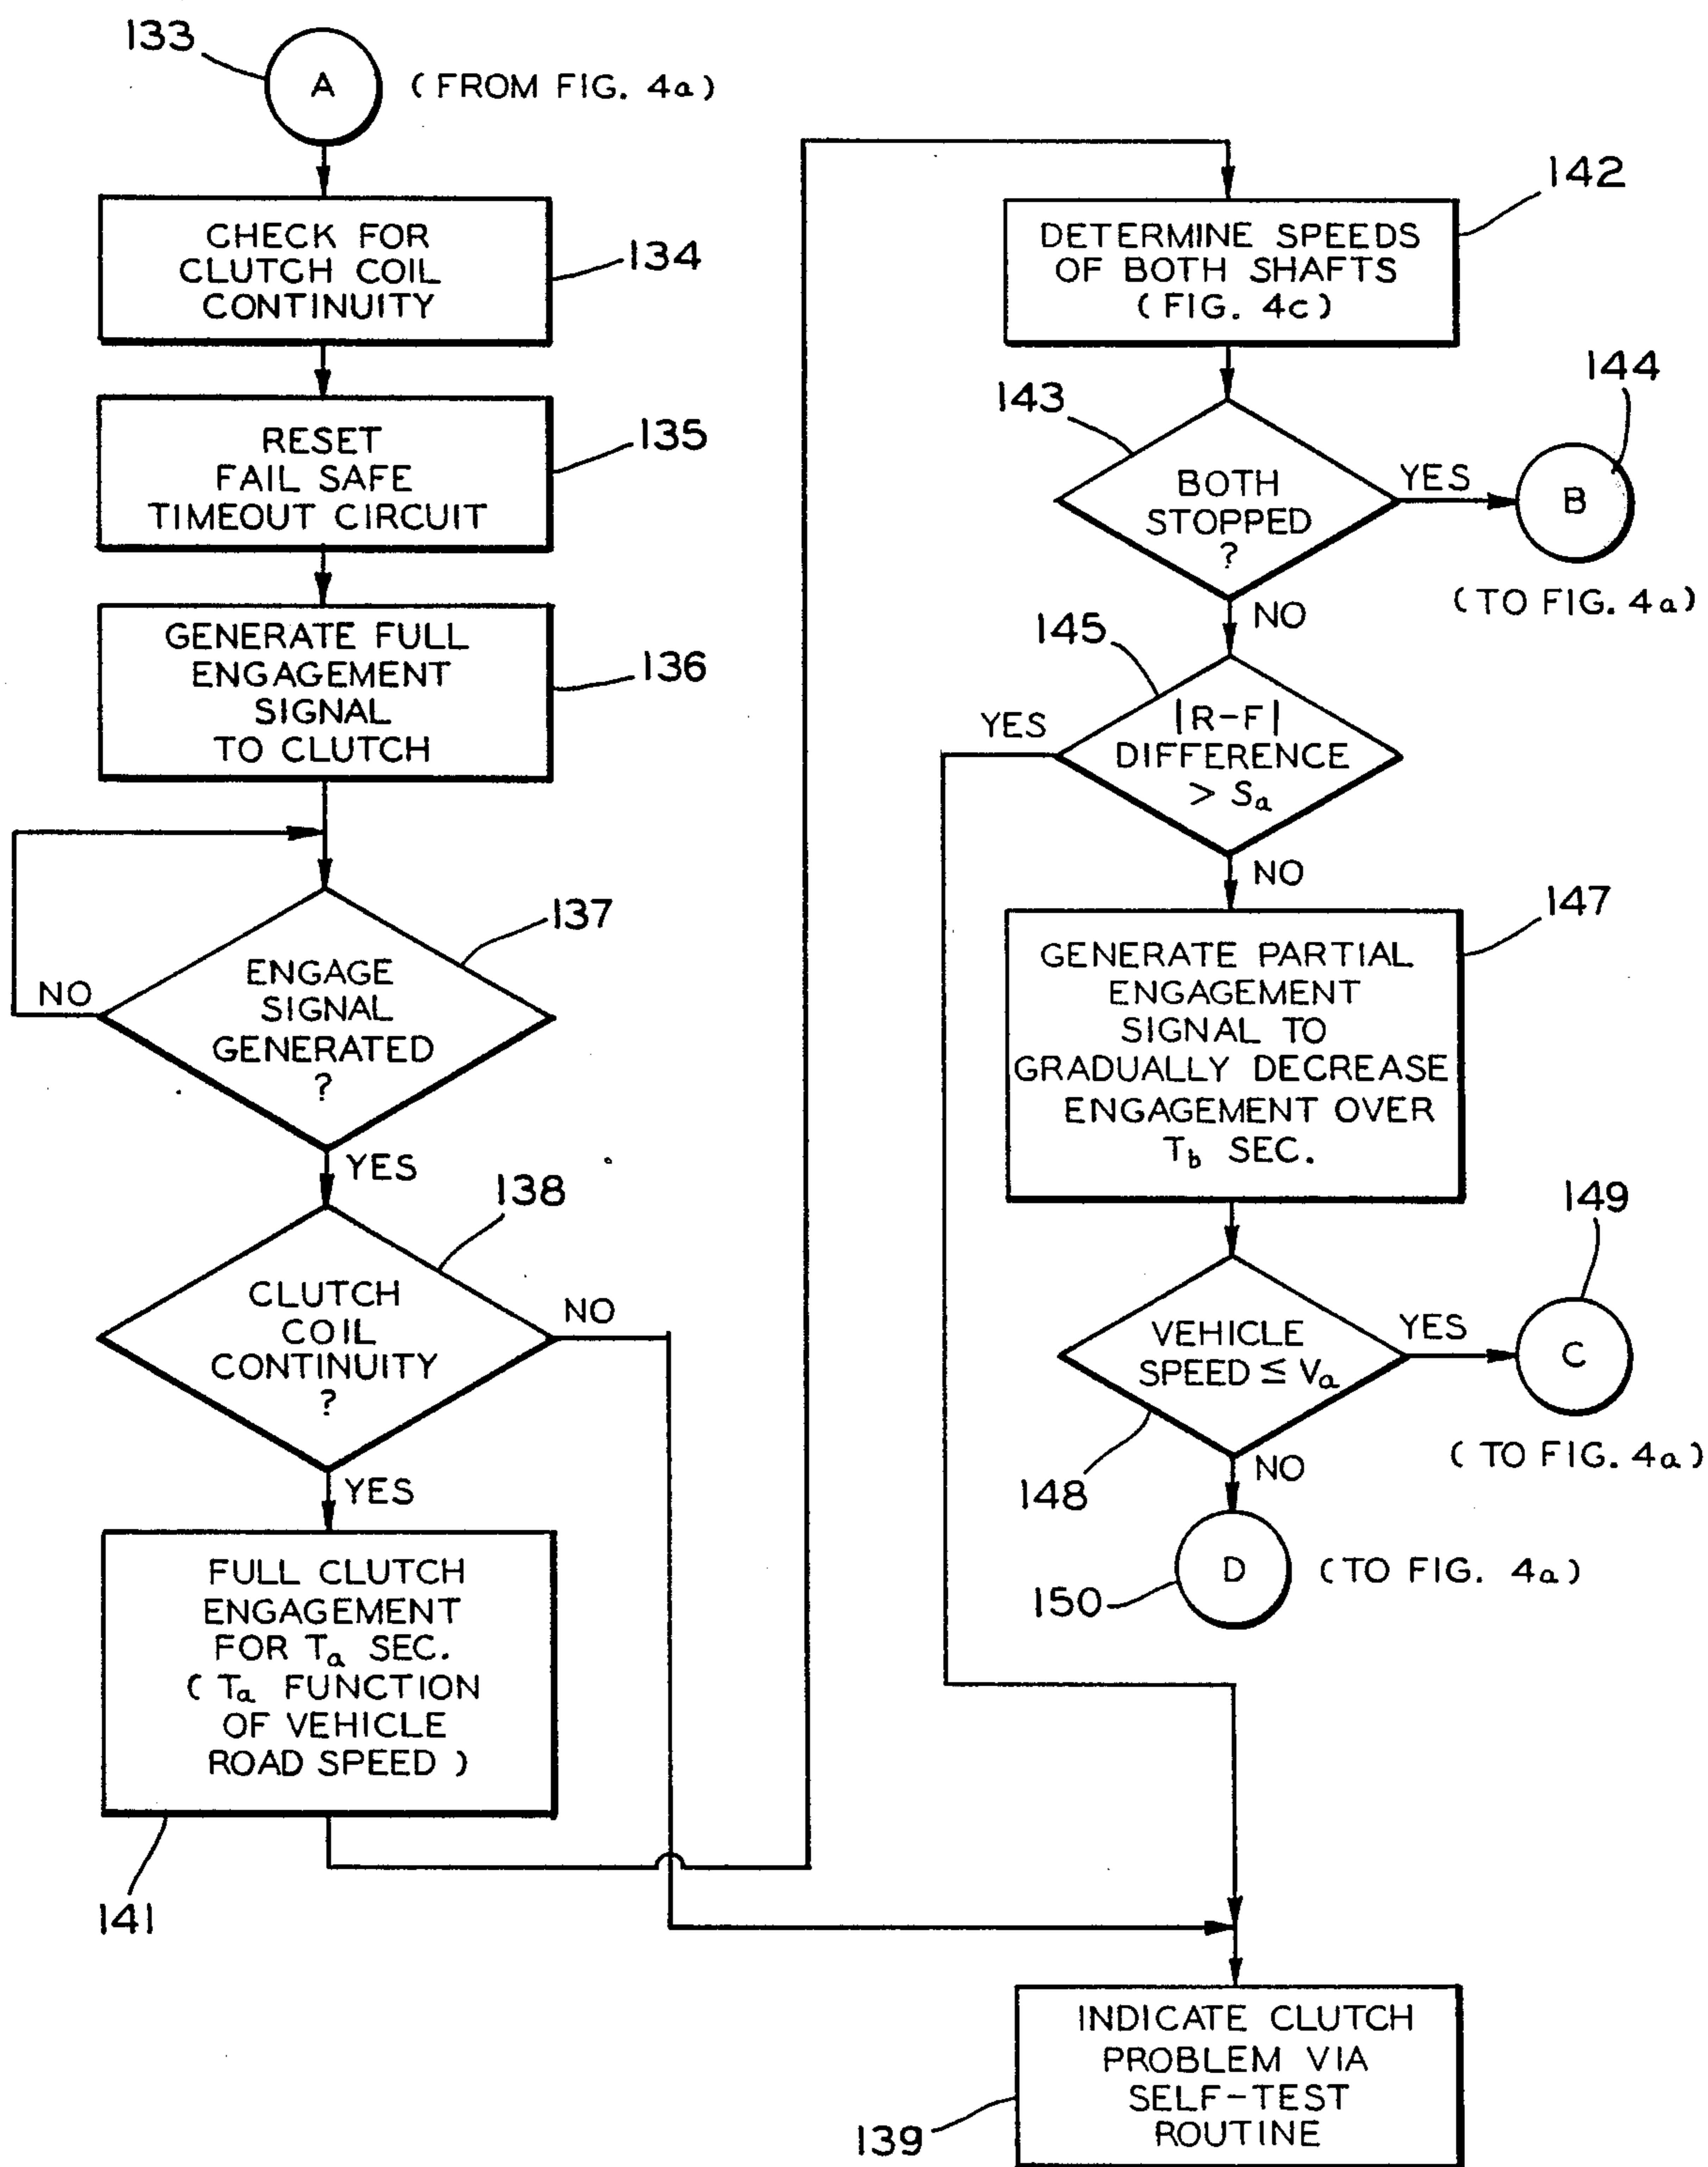 133
A
( FROM FIG. 4a )
CHECK FOR
CLUTCH COIL
CONTINUITY
134
RESET
FAIL SAFE
TIMEOUT CIRCUIT
135
GENERATE FULL
ENGAGEMENT
SIGNAL
TO CLUTCH
136
ENGAGE
SIGNAL
GENERATED
?
137
NO
YES
CLUTCH
COIL
CONTINUITY
?
138
NO
YES
FULL CLUTCH
ENGAGEMENT
FOR Ta SEC.
( Ta FUNCTION
OF VEHICLE
ROAD SPEED )
141
142
DETERMINE SPEEDS
OF BOTH SHAFTS
( FIG. 4c )
143
BOTH
STOPPED
?
YES
144
B
( TO FIG. 4a )
NO
145
|R-F|
DIFFERENCE
> Sa
YES
NO
147
GENERATE PARTIAL
ENGAGEMENT
SIGNAL TO
GRADUALLY DECREASE
ENGAGEMENT OVER
Tb SEC.
VEHICLE
SPEED ≤ Va
148
YES
149
C
( TO FIG. 4a )
NO
D
150
( TO FIG. 4a )
INDICATE CLUTCH
PROBLEM VIA
SELF-TEST
ROUTINE
139